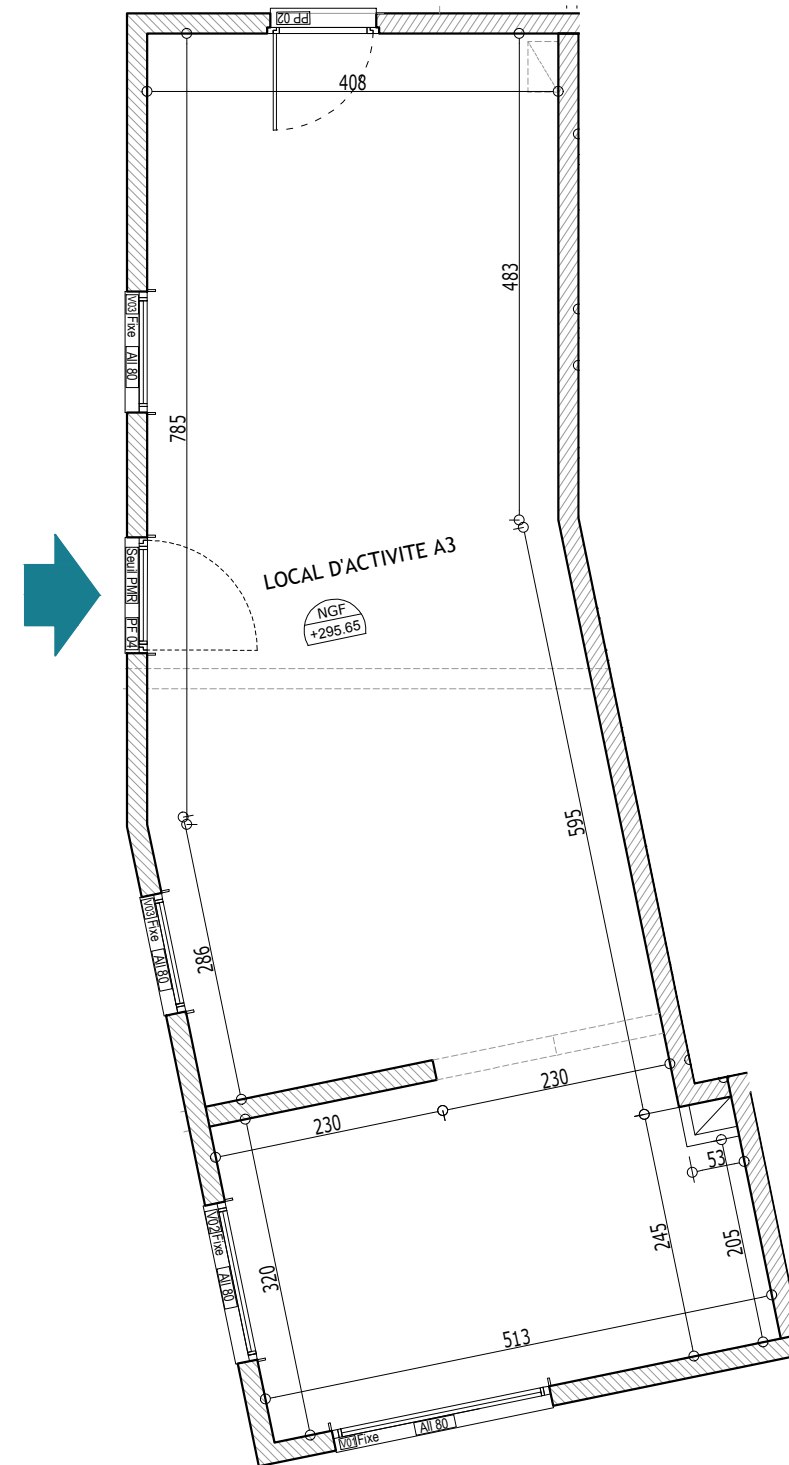 PP 02
408
483
V03 Fixe All 80
785
LOCAL D'ACTIVITE A3
Seuil PMR PF 04
NGF
+295.65
595
286
V03 Fixe All 80
230
230
53
V02 Fixe All 80
245
205
320
513
V01 Fixe All 80